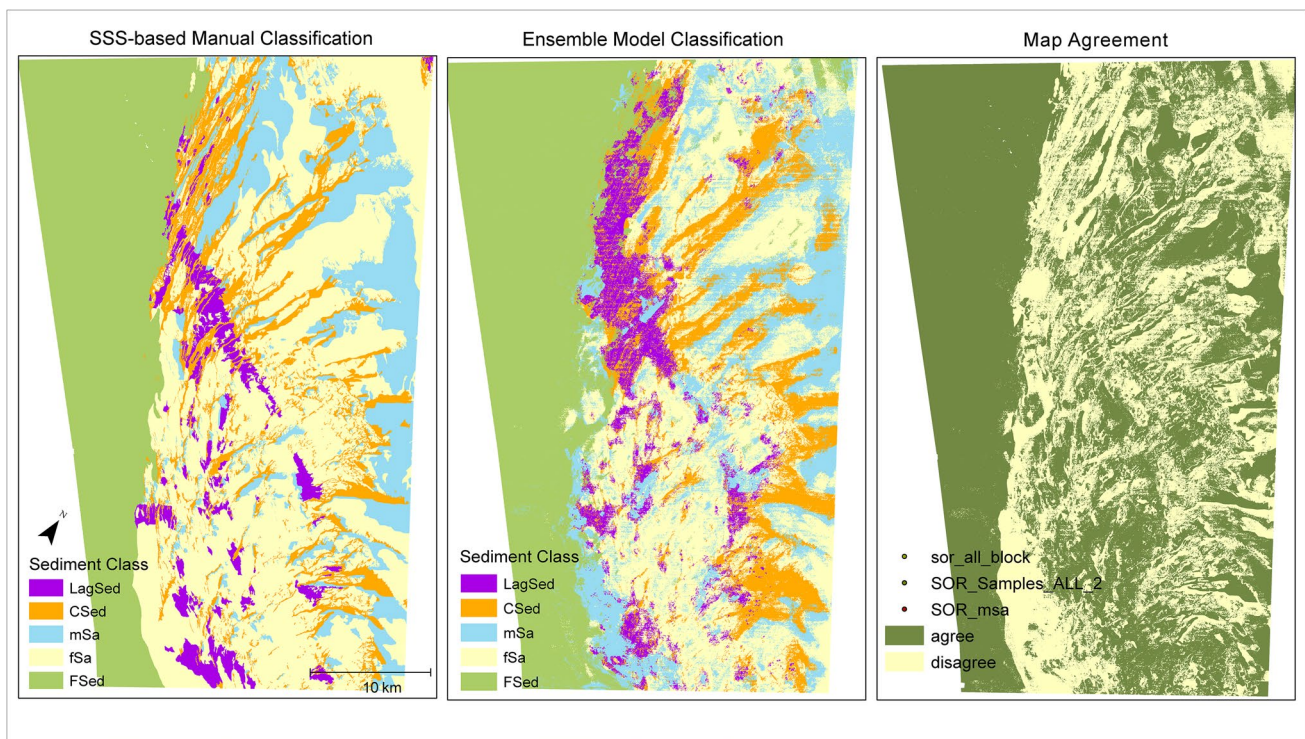 SSS-based Manual Classification
Ensemble Model Classification
Map Agreement
N
Sediment Class
LagSed
CSed
mSa
fSa
FSed
10 km
Sediment Class
LagSed
CSed
mSa
fSa
FSed
sor_all_block
SOR_Samples_ALL_2
SOR_msa
agree
disagree